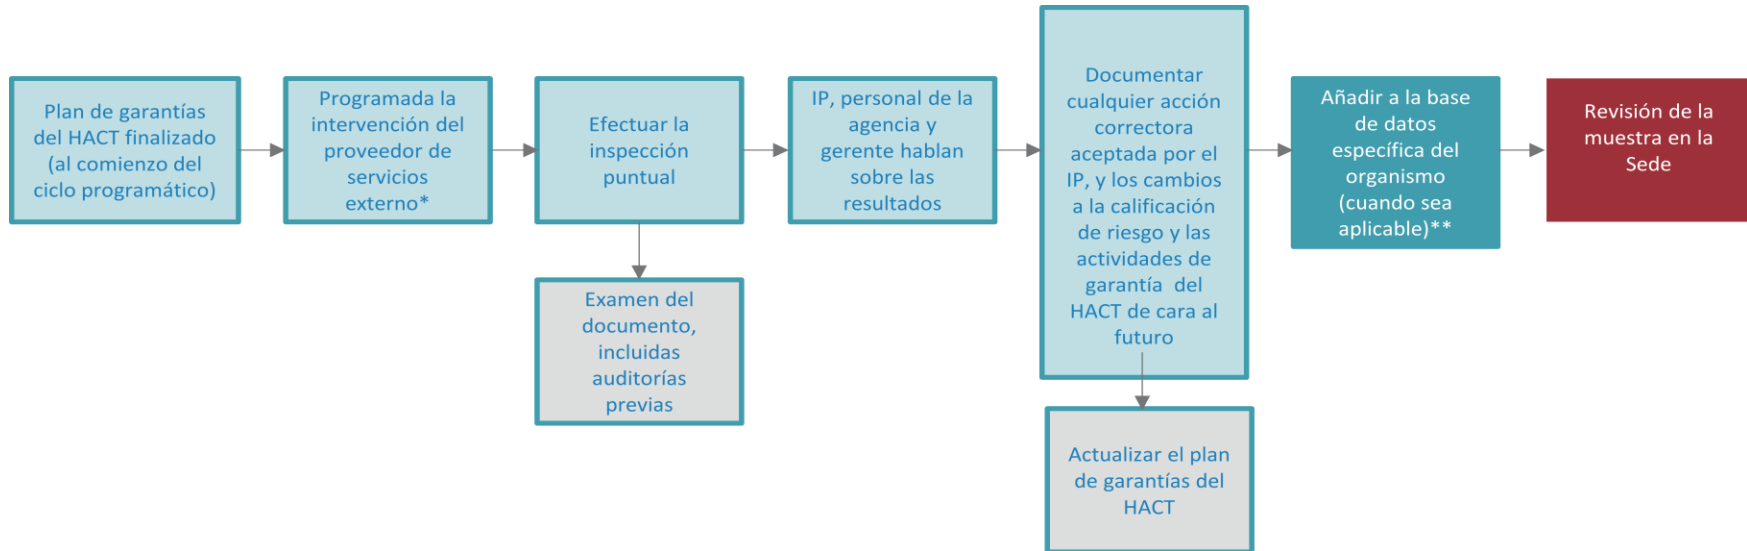 Plan de garantías
del HACT finalizado
(al comienzo del
ciclo programático)
Programada la
intervención del
proveedor de
servicios
externo*
Efectuar la
inspección
puntual
Examen del
documento,
incluidas
auditorías
previas
IP, personal de la
agencia y
gerente hablan
sobre las
resultados
Documentar
cualquier acción
correctora
aceptada por el
IP, y los cambios
a la calificación
de riesgo y las
actividades de
garantía del
HACT de cara al
futuro
Actualizar el plan
de garantías del
HACT
Añadir a la base
de datos
específica del
organismo
(cuando sea
aplicable)**
Revisión de la
muestra en la
Sede